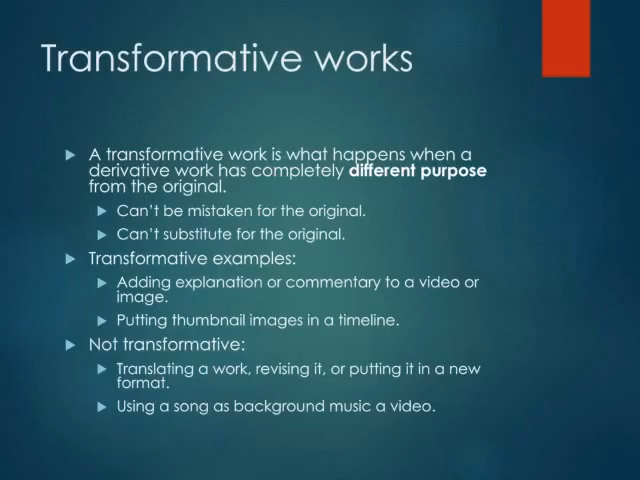 Transformative works
A transformative work is what happens when a
derivative work has completely different purpose
from the original.
Can't be mistaken for the original.
Can't substitute for the original.
Transformative examples:
Adding explanation or commentary to a video or
image.
Putting thumbnail images in a timeline.
Not transformative:
Translating a work, revising it, or putting it in a new
format.
Using a song as background music a video.